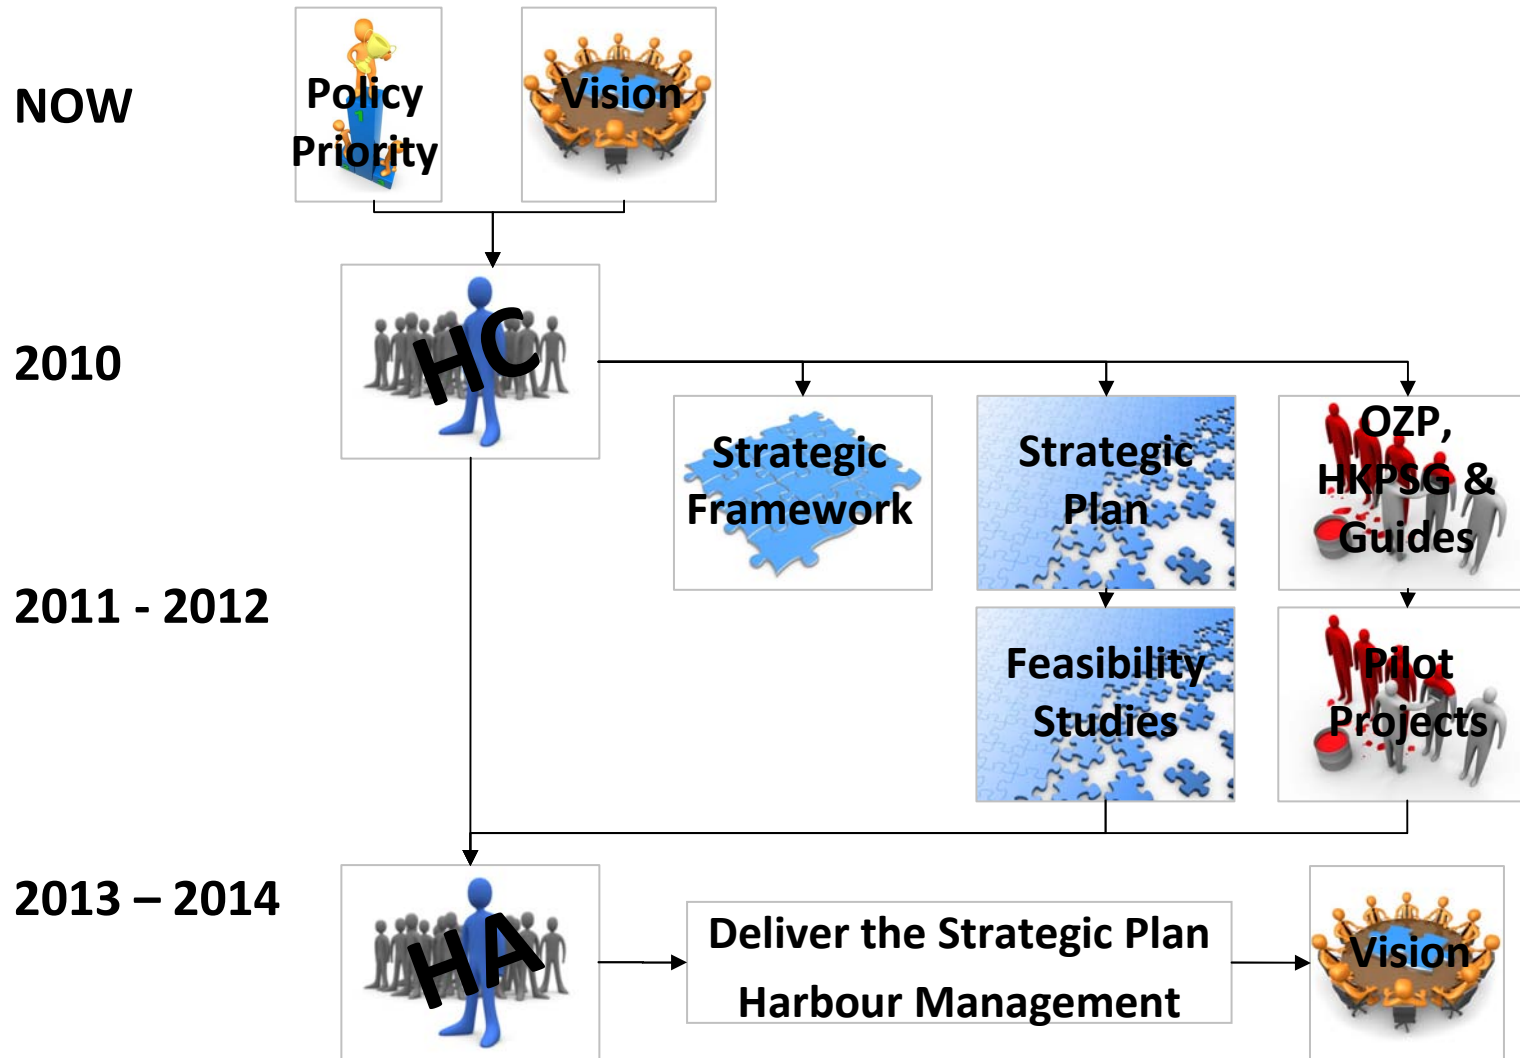 NOW
Policy
Priority
Vision
2010
HC
Strategic
Framework
Strategic
Plan
OZP,
HKPSG &
Guides
2011 - 2012
Feasibility
Studies
Pilot
Projects
2013 – 2014
HA
Deliver the Strategic Plan
Harbour Management
Vision